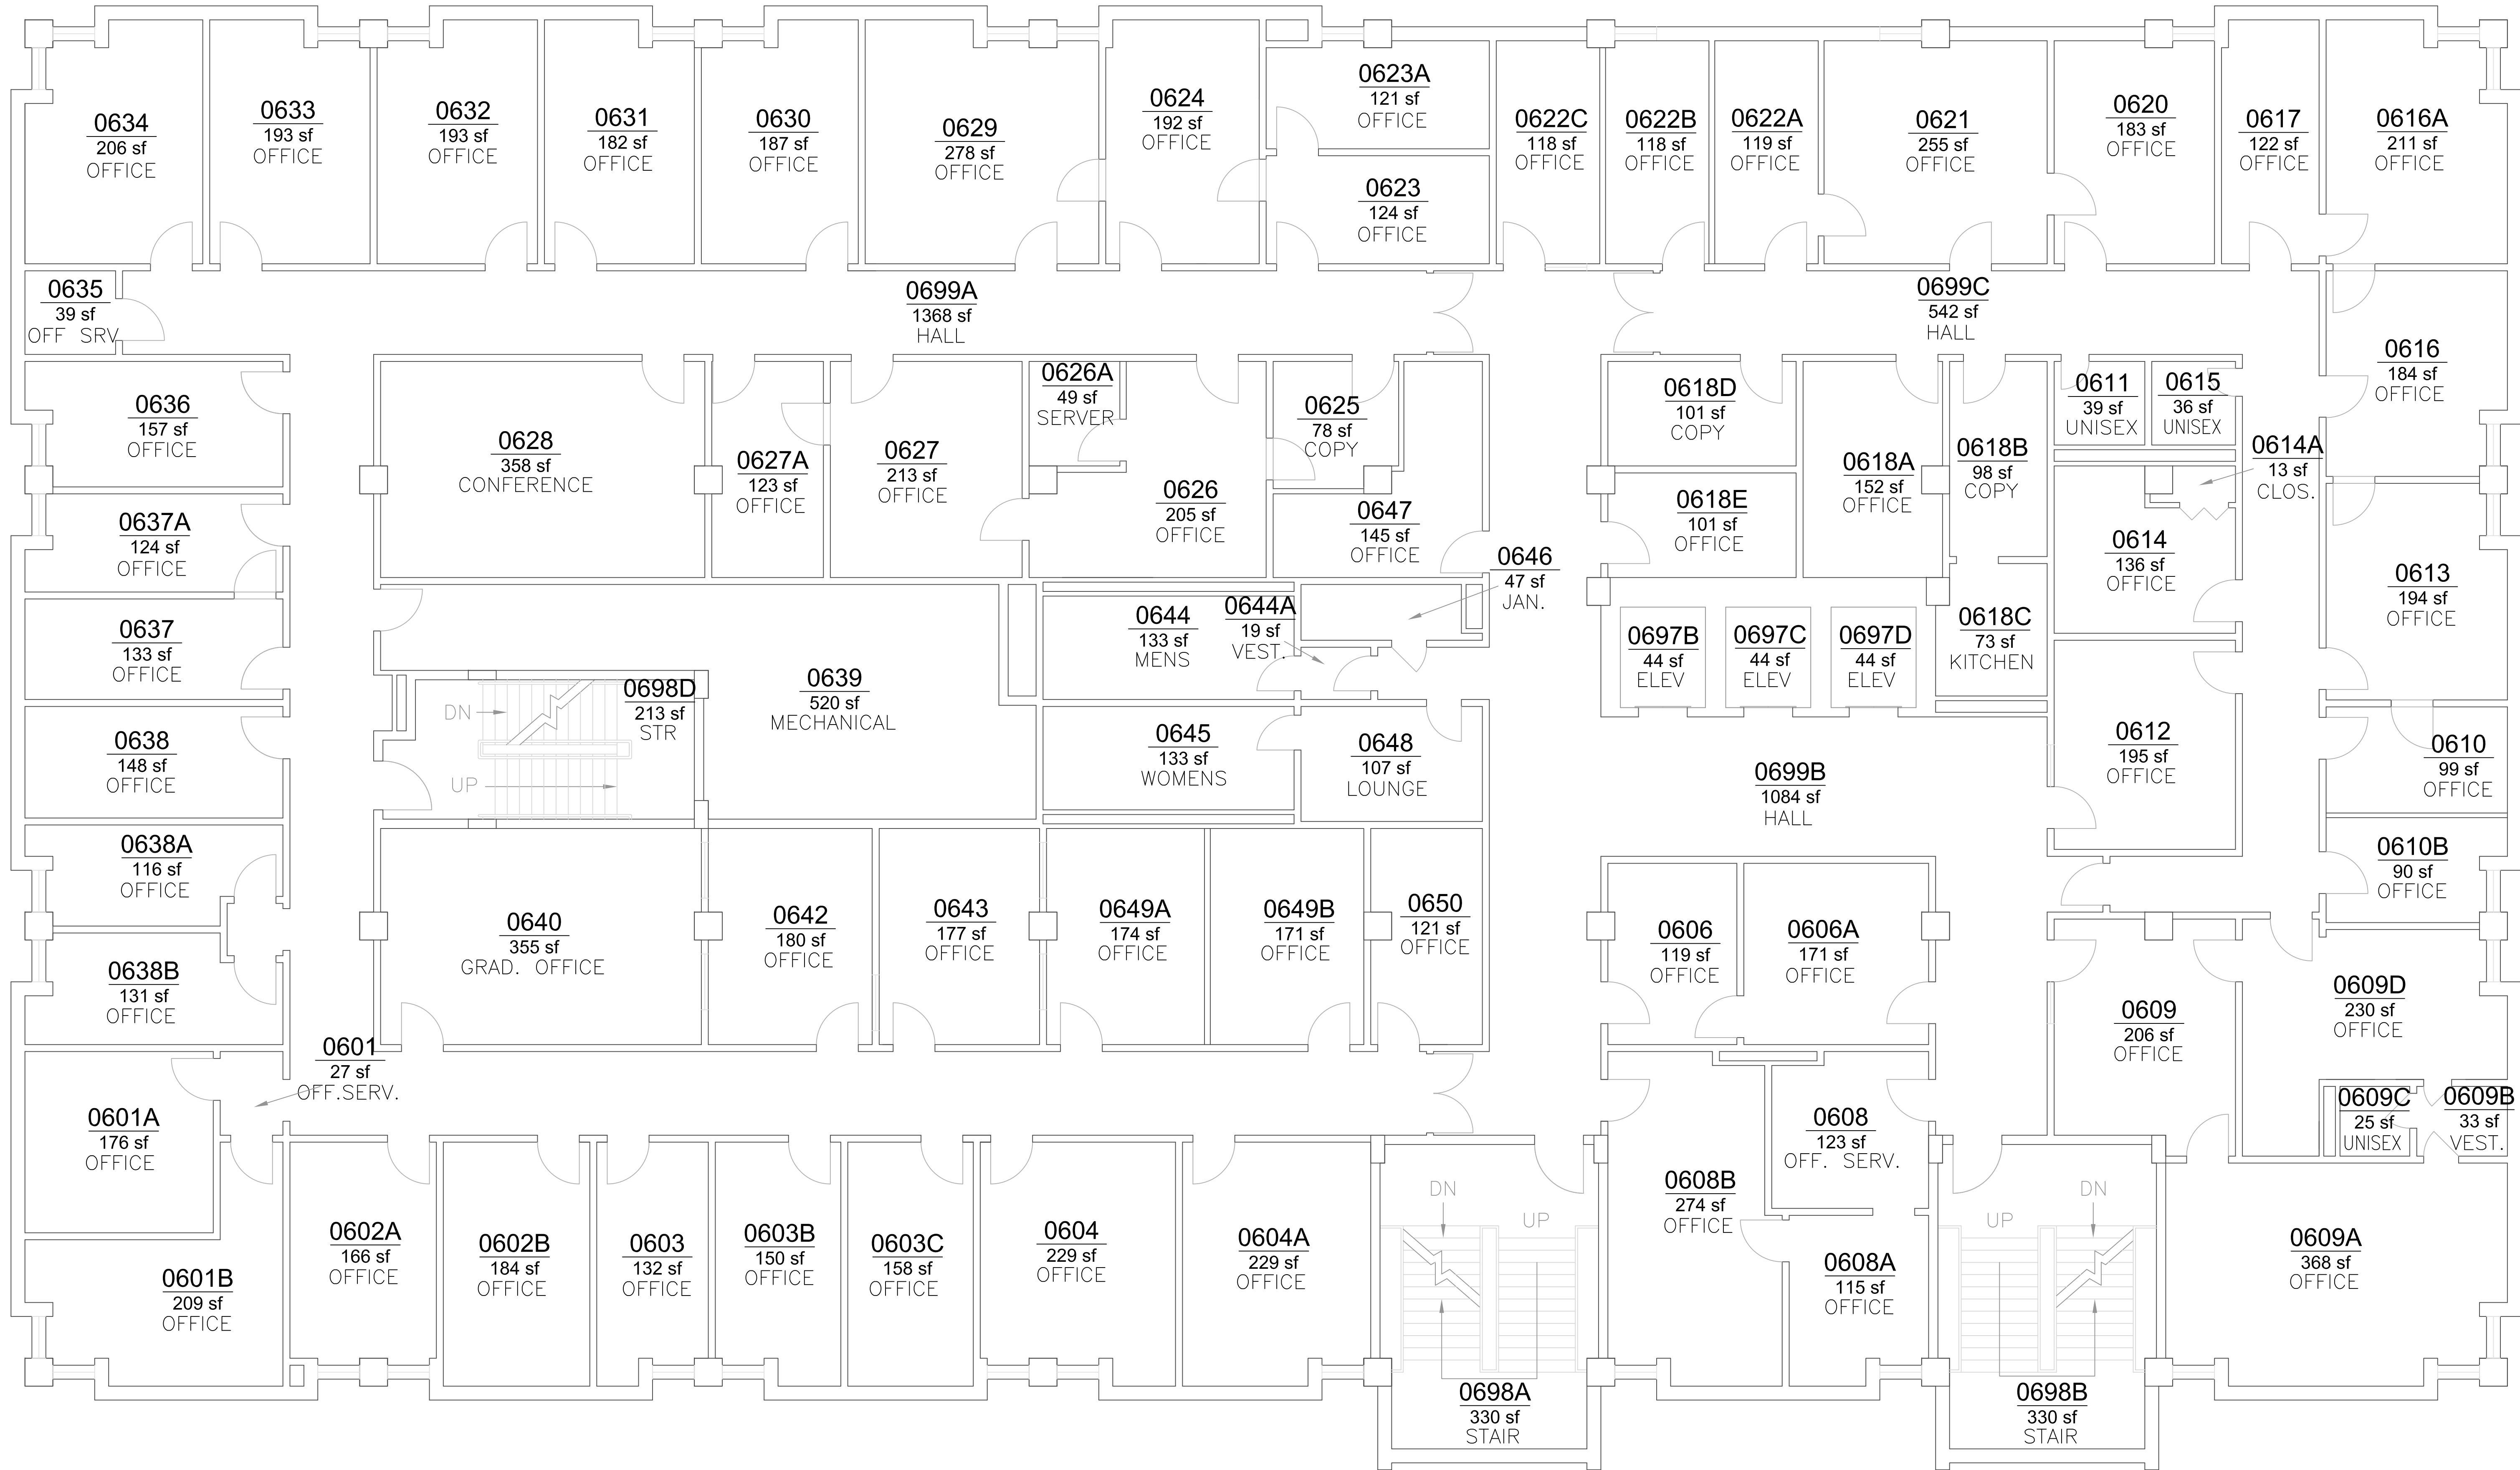 0634
206 sf
OFFICE
0633
193 sf
OFFICE
0632
193 sf
OFFICE
0631
182 sf
OFFICE
0630
187 sf
OFFICE
0629
278 sf
OFFICE
0624
192 sf
OFFICE
0623A
121 sf
OFFICE
0623
124 sf
OFFICE
0622C
118 sf
OFFICE
0622B
118 sf
OFFICE
0622A
119 sf
OFFICE
0621
255 sf
OFFICE
0620
183 sf
OFFICE
0617
122 sf
OFFICE
0616A
211 sf
OFFICE
0635
39 sf
OFF SRV
0699A
1368 sf
HALL
0699C
542 sf
HALL
0636
157 sf
OFFICE
0628
358 sf
CONFERENCE
0627A
123 sf
OFFICE
0627
213 sf
OFFICE
0626A
49 sf
SERVER
0626
205 sf
OFFICE
0625
78 sf
COPY
0647
145 sf
OFFICE
0646
47 sf
JAN.
0618D
101 sf
COPY
0618E
101 sf
OFFICE
0618A
152 sf
OFFICE
0618B
98 sf
COPY
0611
39 sf
UNISEX
0615
36 sf
UNISEX
0614A
13 sf
CLOS.
0616
184 sf
OFFICE
0614
136 sf
OFFICE
0613
194 sf
OFFICE
0637A
124 sf
OFFICE
0637
133 sf
OFFICE
0638
148 sf
OFFICE
0698D
213 sf
STR
DN
UP
0639
520 sf
MECHANICAL
0644
133 sf
MENS
0644A
19 sf
VEST.
0645
133 sf
WOMENS
0648
107 sf
LOUNGE
0697B
44 sf
ELEV
0697C
44 sf
ELEV
0697D
44 sf
ELEV
0618C
73 sf
KITCHEN
0699B
1084 sf
HALL
0612
195 sf
OFFICE
0610
99 sf
OFFICE
0610B
90 sf
OFFICE
0638A
116 sf
OFFICE
0638B
131 sf
OFFICE
0640
355 sf
GRAD. OFFICE
0642
180 sf
OFFICE
0643
177 sf
OFFICE
0649A
174 sf
OFFICE
0649B
171 sf
OFFICE
0650
121 sf
OFFICE
0606
119 sf
OFFICE
0606A
171 sf
OFFICE
0609
206 sf
OFFICE
0609D
230 sf
OFFICE
0601
27 sf
OFF.SERV.
0601A
176 sf
OFFICE
0601B
209 sf
OFFICE
0602A
166 sf
OFFICE
0602B
184 sf
OFFICE
0603
132 sf
OFFICE
0603B
150 sf
OFFICE
0603C
158 sf
OFFICE
0604
229 sf
OFFICE
0604A
229 sf
OFFICE
DN
UP
0698A
330 sf
STAIR
0608B
274 sf
OFFICE
0608
123 sf
OFF. SERV.
0608A
115 sf
OFFICE
UP
DN
0698B
330 sf
STAIR
0609C
25 sf
UNISEX
0609B
33 sf
VEST.
0609A
368 sf
OFFICE